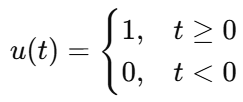 u(t) = { 1, t ≥ 0
0, t < 0